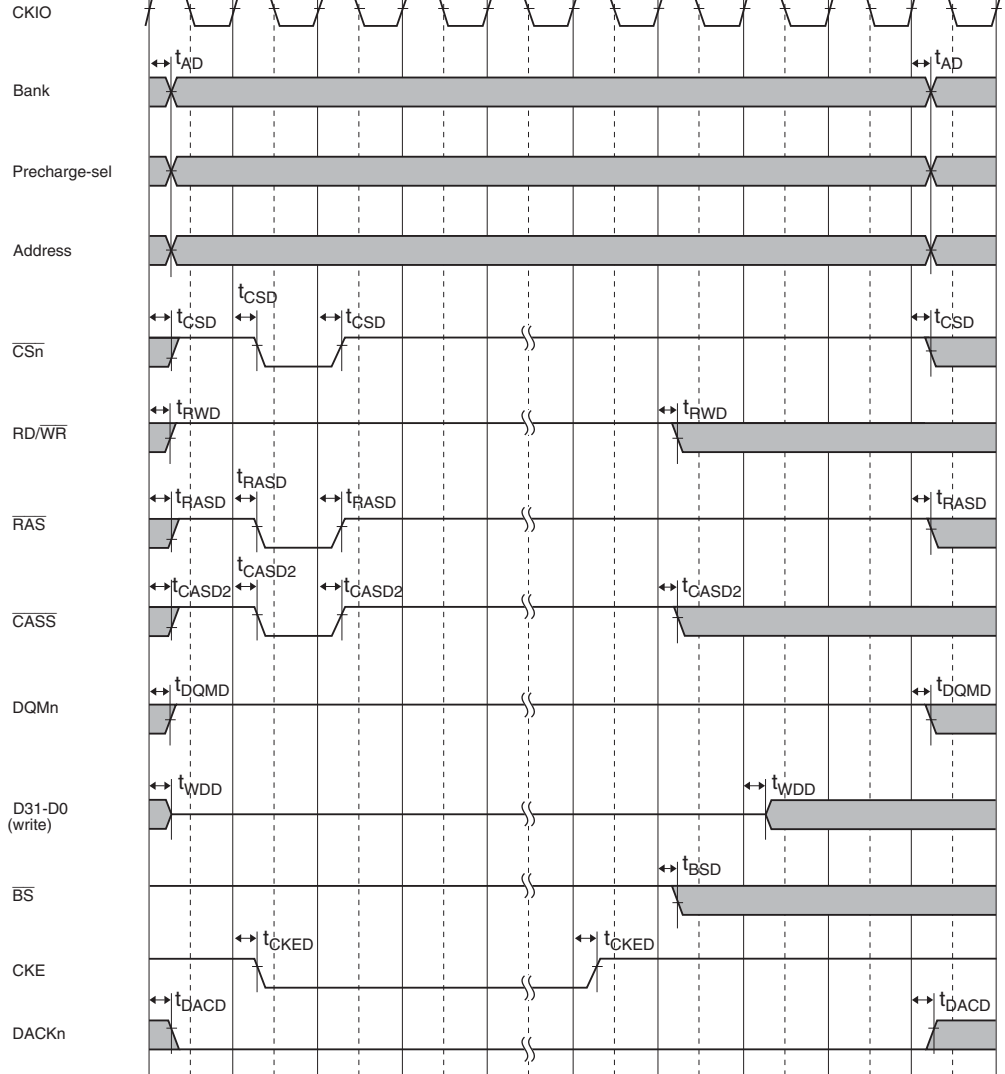 CKIO
tAD tAD
Bank
Precharge-sel
Address
tCSD tCSD tCSD tCSD
CSn
tRWD tRWD
RD/WR
tRASD tRASD tRASD tRASD
RAS
tCASD2 tCASD2 tCASD2 tCASD2
CASS
tDQMD tDQMD
DQMn
tWDD tWDD
D31-D0
(write)
tBSD
BS
tCKED tCKED
CKE
tDACD tDACD
DACKn